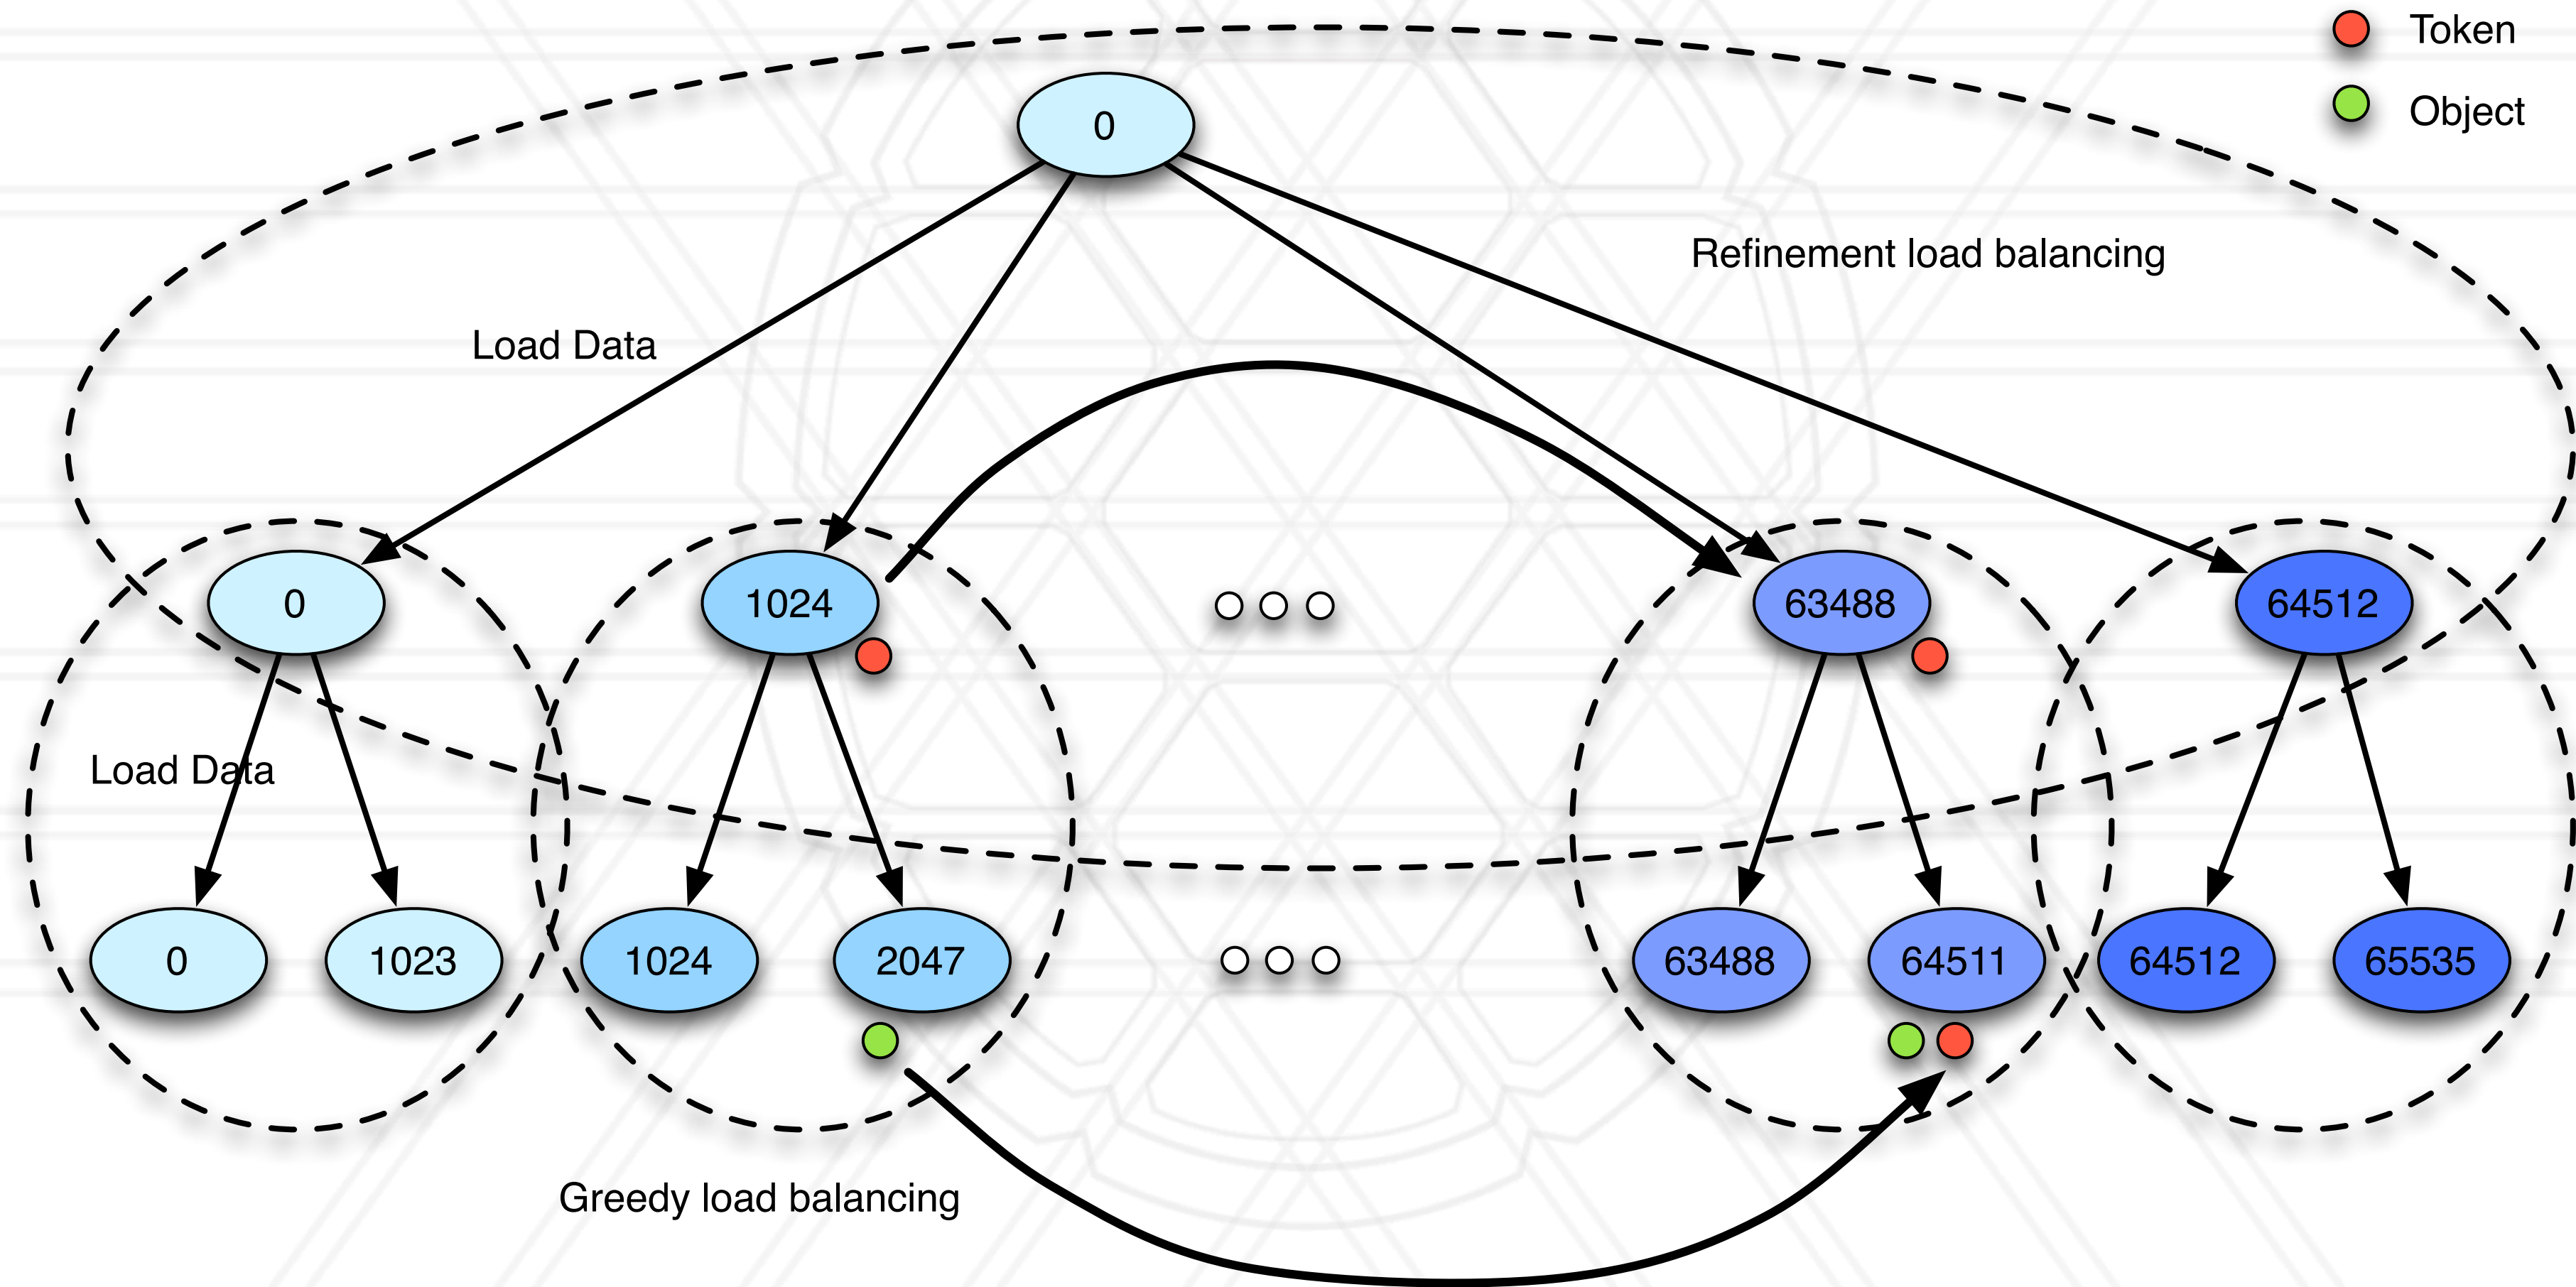 Token
Object
0
Refinement load balancing
Load Data
0
1024
63488
64512
Load Data
0
1023
1024
2047
63488
64511
64512
65535
Greedy load balancing